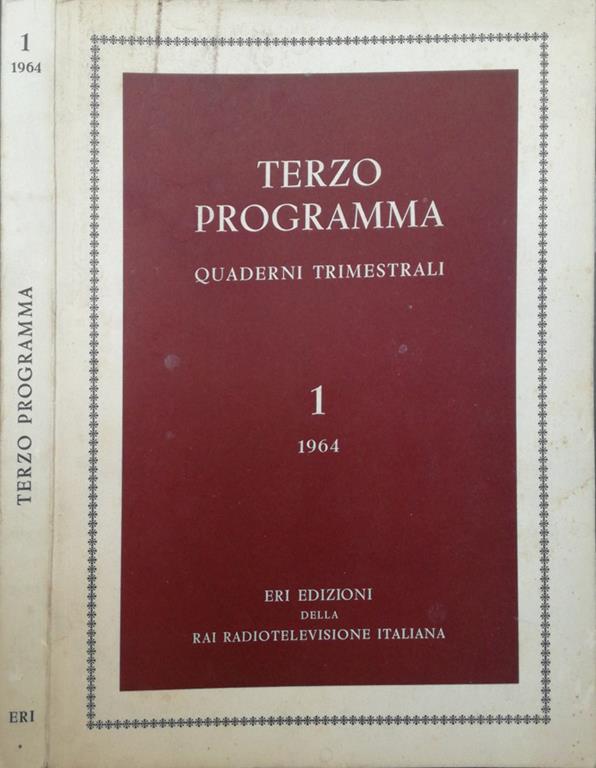 1
1964
TERZO PROGRAMMA
ERI
TERZO
PROGRAMMA
QUADERNI TRIMESTRALI
1
1964
ERI EDIZIONI
DELLA
RAI RADIOTELEVISIONE ITALIANA